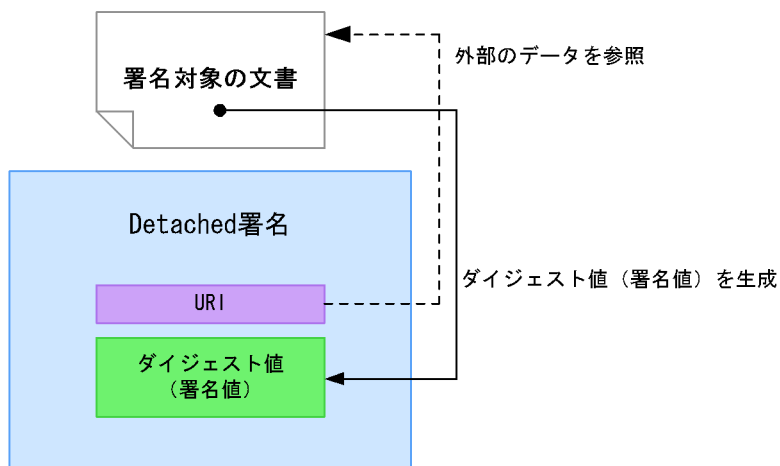 署名対象の文書
外部のデータを参照
Detached署名
ダイジェスト値（署名値）を生成
URI
ダイジェスト値
（署名値）